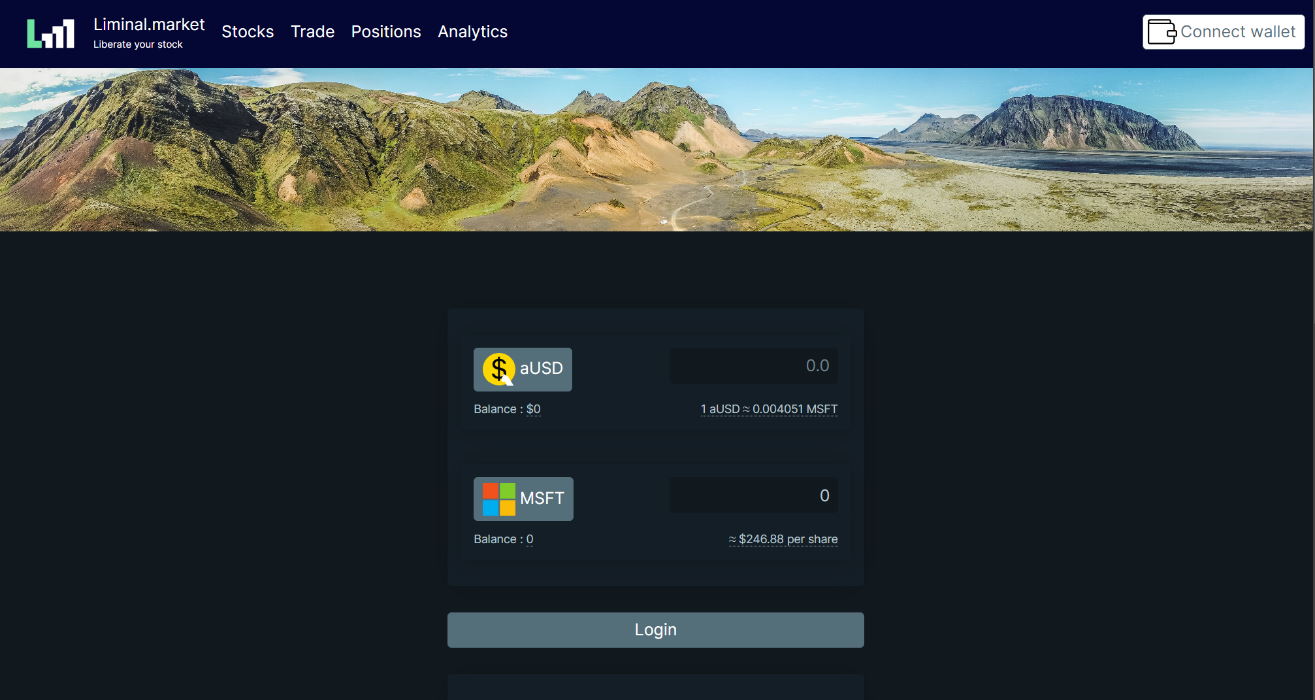 Liminal.market
Liberate your stock
Stocks Trade Positions Analytics
Connect wallet
aUSD
0.0
Balance : $0
1 aUSD ≈ 0.004051 MSFT
MSFT
0
Balance : 0
≈ $246.88 per share
Login